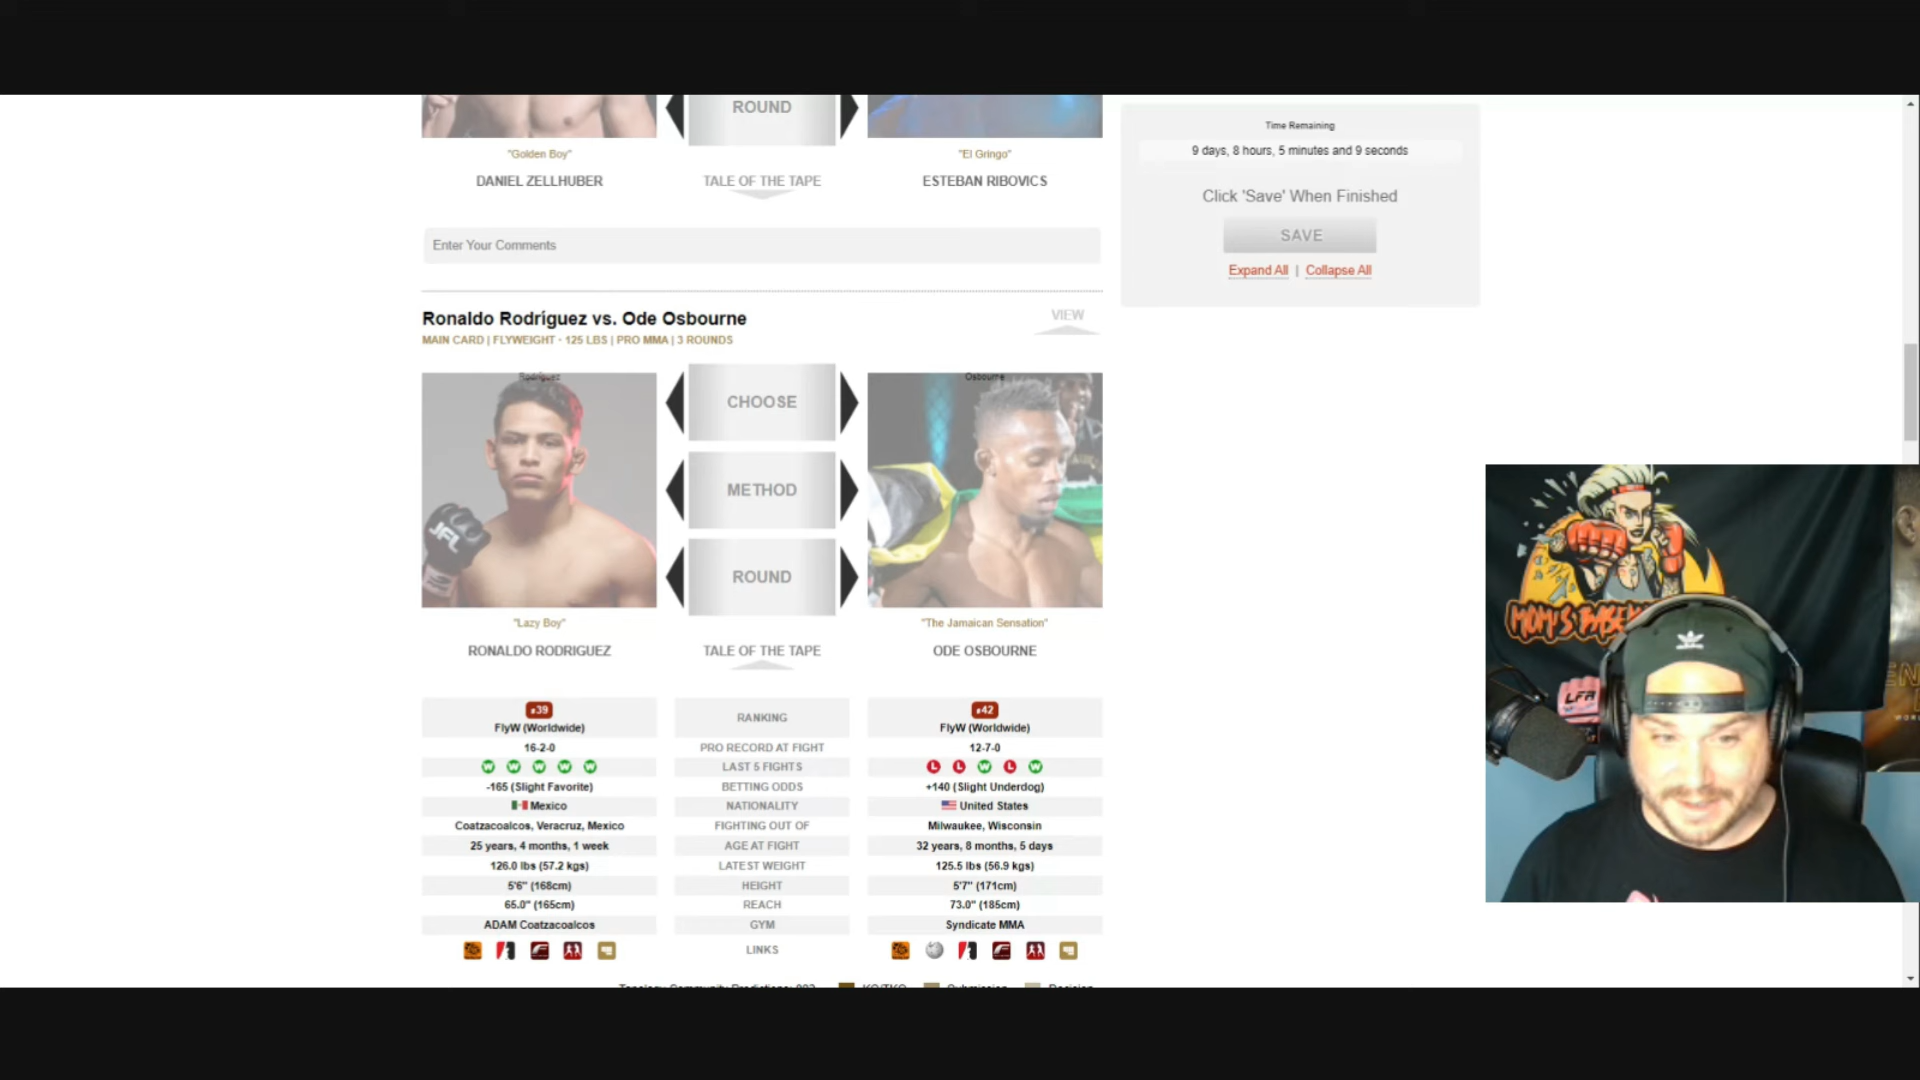 ROUND
"Golden Boy"
"El Gringo"
DANIEL ZELLHUBER
TALE OF THE TAPE
ESTEBAN RIBOVICS
Enter Your Comments
Time Remaining
9 days, 8 hours, 5 minutes and 9 seconds
Click 'Save' When Finished
SAVE
Expand All | Collapse All
Ronaldo Rodríguez vs. Ode Osbourne
VIEW
MAIN CARD | FLYWEIGHT · 125 LBS | PRO MMA | 3 ROUNDS
Rodríguez
Osbourne
CHOOSE
METHOD
ROUND
JFL
"Lazy Boy"
"The Jamaican Sensation"
RONALDO RODRIGUEZ
TALE OF THE TAPE
ODE OSBOURNE
#39
FlyW (Worldwide)
RANKING
#42
FlyW (Worldwide)
16-2-0
PRO RECORD AT FIGHT
12-7-0
W W W W W
LAST 5 FIGHTS
L L W L W
-165 (Slight Favorite)
BETTING ODDS
+140 (Slight Underdog)
Mexico
NATIONALITY
United States
Coatzacoalcos, Veracruz, Mexico
FIGHTING OUT OF
Milwaukee, Wisconsin
25 years, 4 months, 1 week
AGE AT FIGHT
32 years, 8 months, 5 days
126.0 lbs (57.2 kgs)
LATEST WEIGHT
125.5 lbs (56.9 kgs)
5'6" (168cm)
HEIGHT
5'7" (171cm)
65.0" (165cm)
REACH
73.0" (185cm)
ADAM Coatzacoalcos
GYM
Syndicate MMA
LINKS
MOM'S
LFA